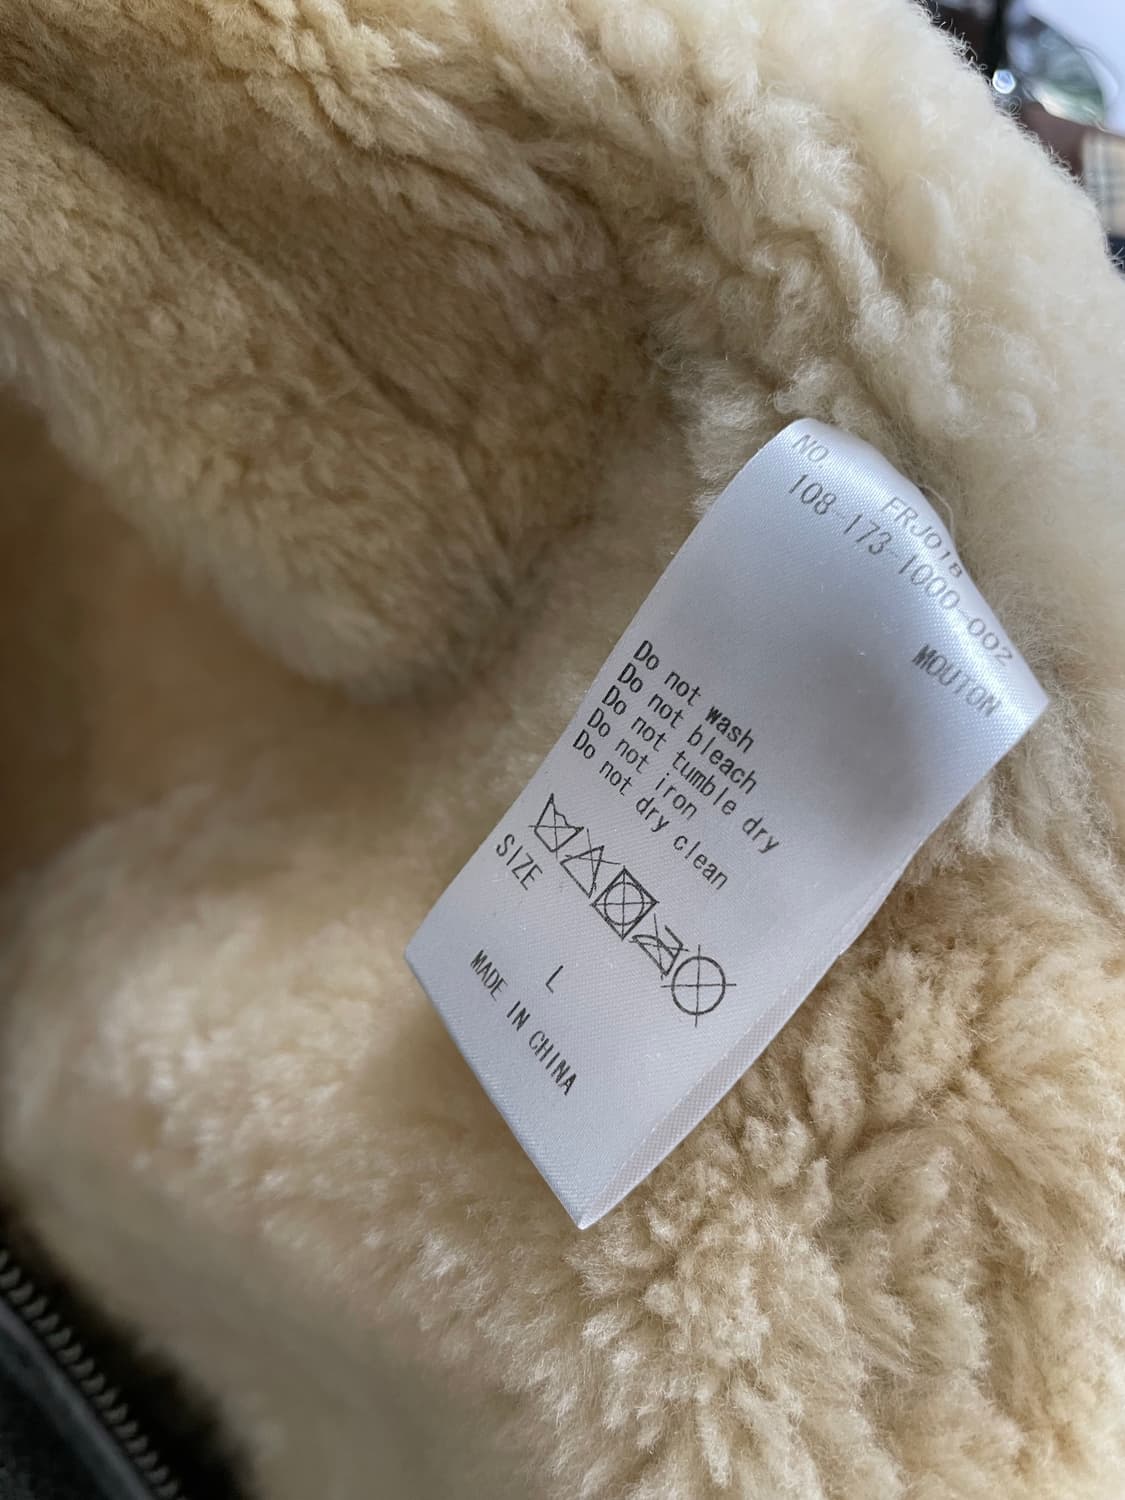 NO. FRJ018
108-173-1000-002
MOUTON
Do not wash
Do not bleach
Do not tumble dry
Do not iron
Do not dry clean
SIZE L
MADE IN CHINA